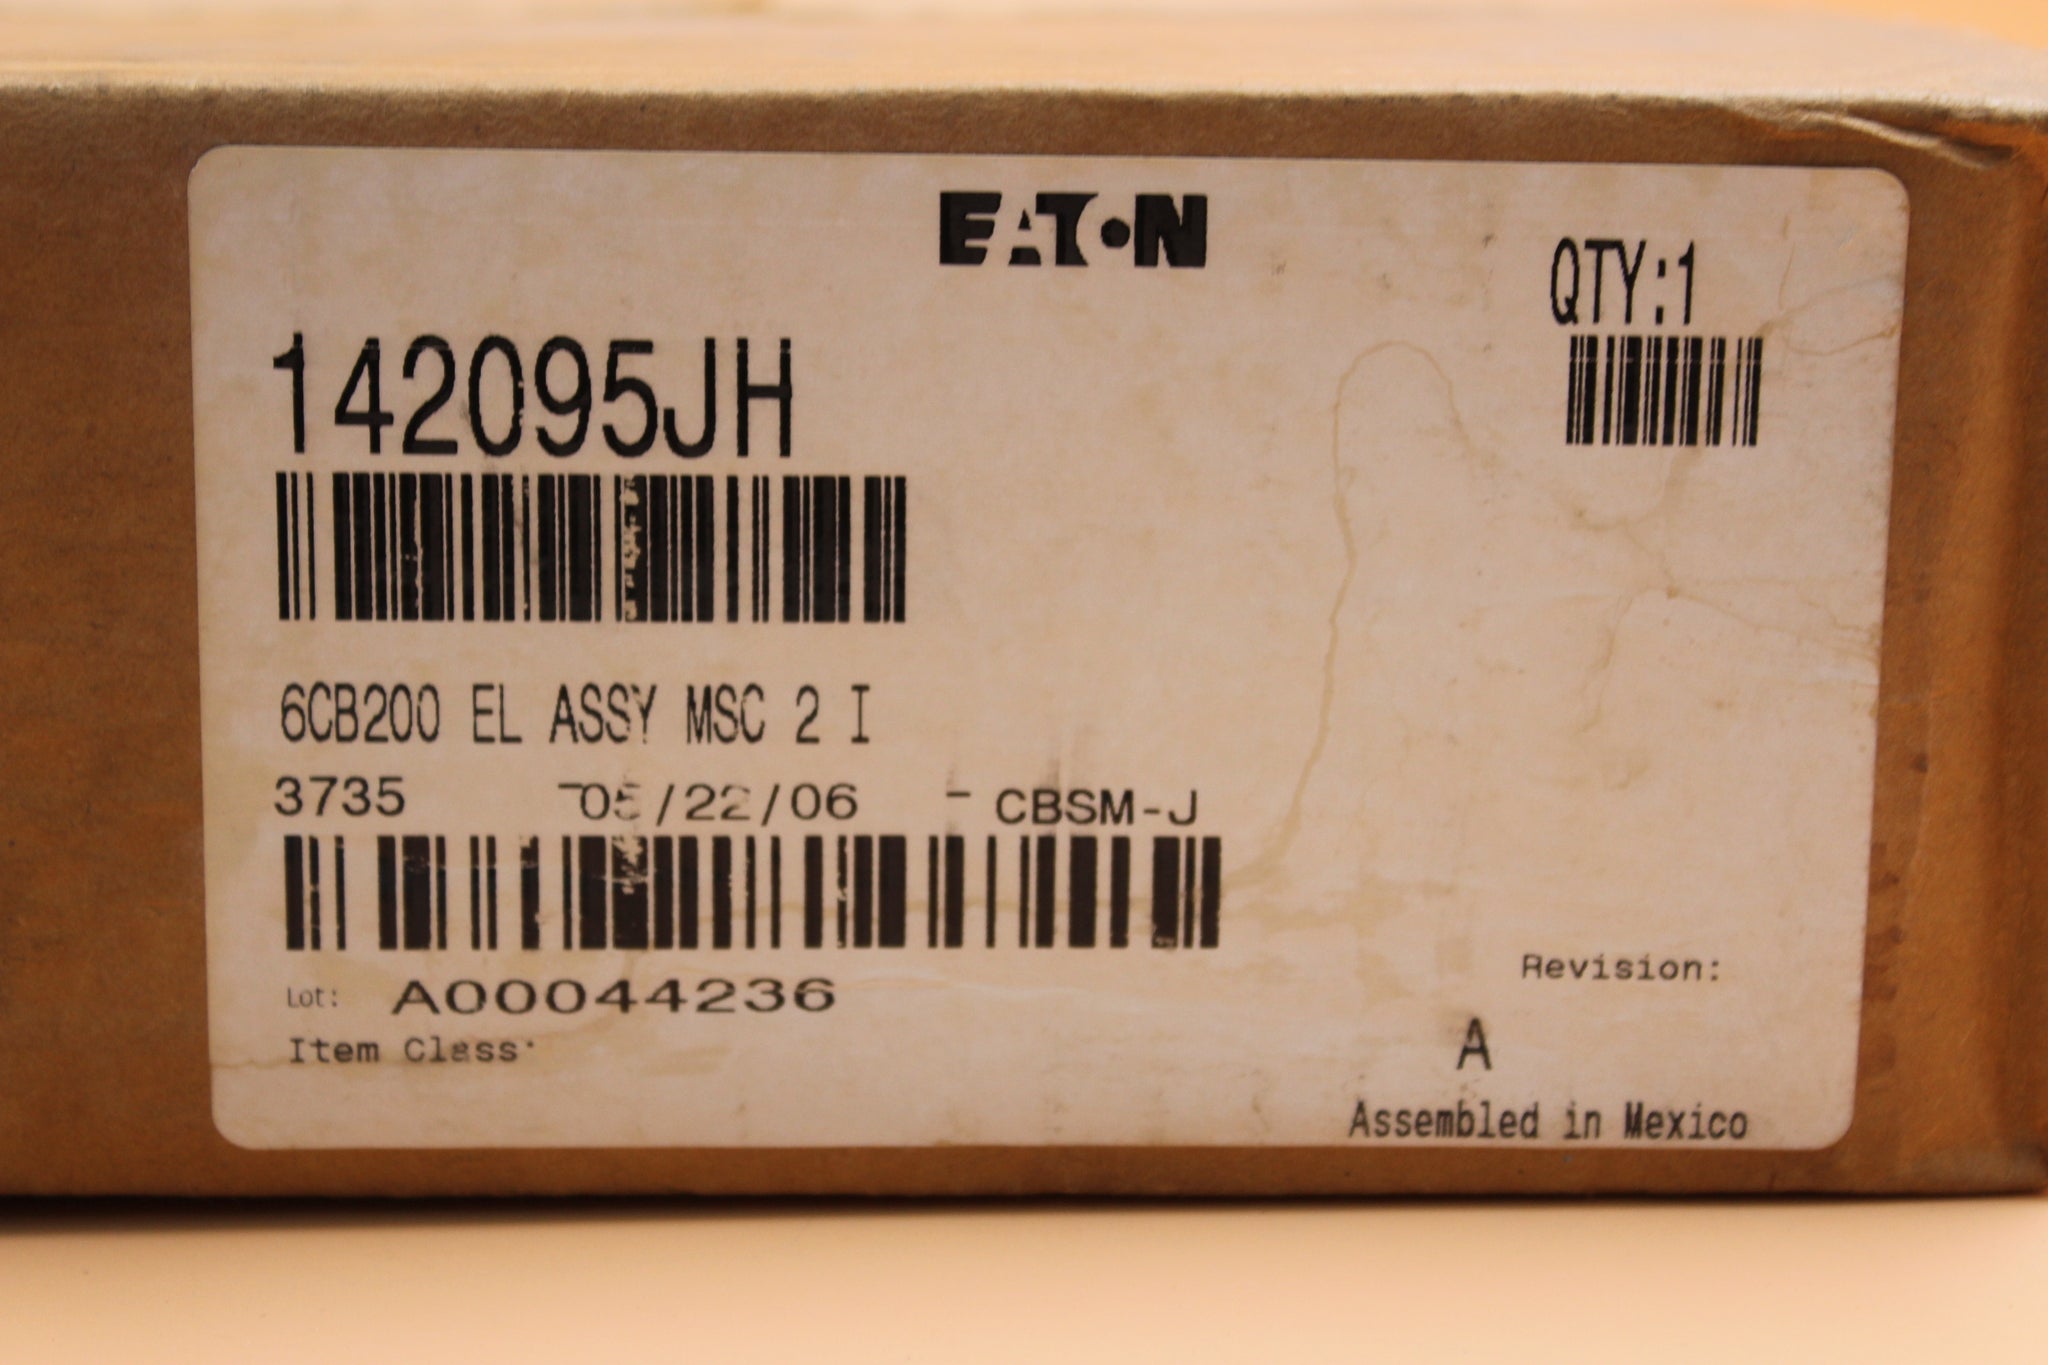 EATON
QTY:1
142095JH
6CB200 EL ASSY MSC 2 I
3735 -05/22/06 - CBSM-J
Lot: A00044236
Item Class:
Revision:
A
Assembled in Mexico